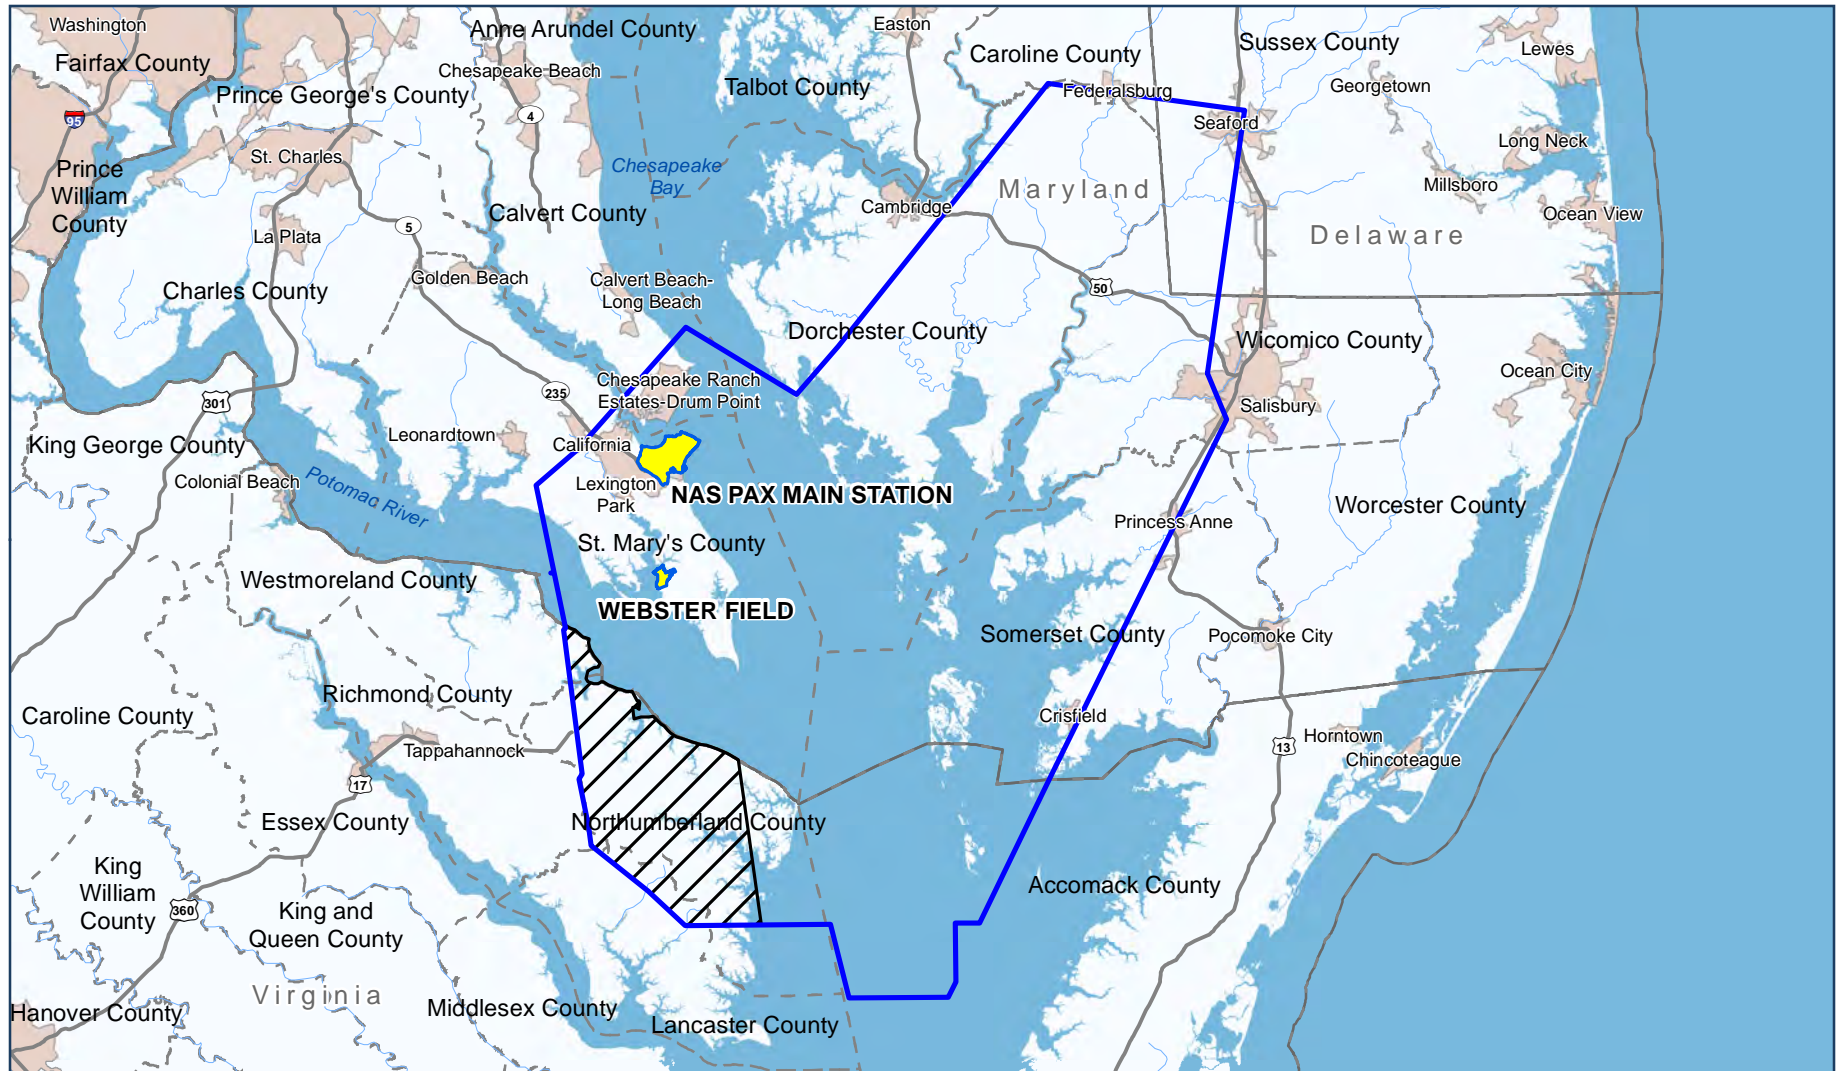 Washington
Anne Arundel County
Easton
Caroline County
Sussex County
Lewes
Fairfax County
Chesapeake Beach
Talbot County
Georgetown
Prince George's County
Federalsburg
95
4
Seaford
St. Charles
Long Neck
Prince
William
County
Chesapeake
Bay
Maryland
Millsboro
Calvert County
Cambridge
Ocean View
5
La Plata
Delaware
Golden Beach
Calvert Beach-
Long Beach
50
Charles County
Dorchester County
Wicomico County
Chesapeake Ranch
Estates-Drum Point
Ocean City
235
301
Salisbury
King George County
Leonardtown
California
Colonial Beach
Potomac River
Lexington
Park
NAS PAX MAIN STATION
Worcester County
Princess Anne
St. Mary's County
Westmoreland County
WEBSTER FIELD
Somerset County
Pocomoke City
Richmond County
Caroline County
Crisfield
Tappahannock
13
Horntown
Chincoteague
17
Essex County
Northumberland County
King
William
County
Accomack County
360
King and
Queen County
Virginia
Hanover County
Middlesex County
Lancaster County